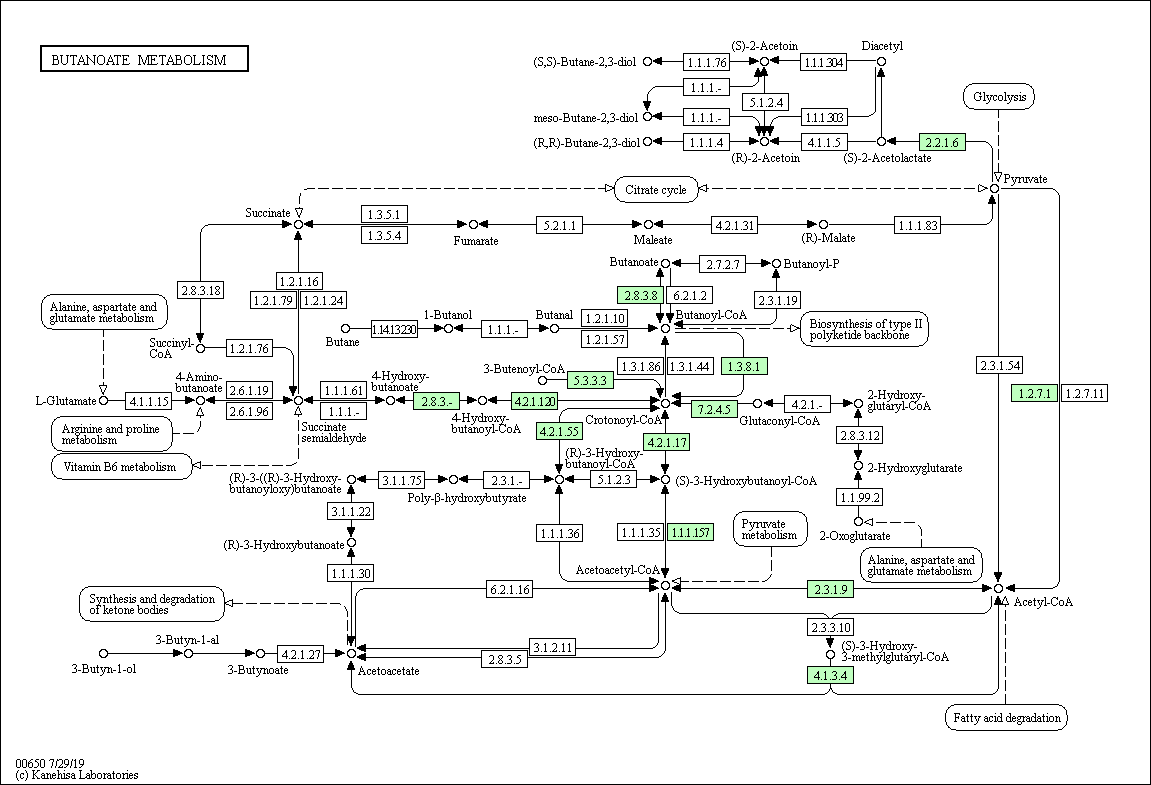 BUTANOATE METABOLISM
(S)-2-Acetoin
Diacetyl
(S,S)-Butane-2,3-diol
1.1.1.76
1.1.1.304
1.1.1.-
Glycolysis
5.1.2.4
meso-Butane-2,3-diol
1.1.1.-
1.1.1.303
(R,R)-Butane-2,3-diol
1.1.1.4
4.1.1.5
2.2.1.6
(R)-2-Acetoin
(S)-2-Acetolactate
Pyruvate
Citrate cycle
Succinate
1.3.5.1
1.3.5.4
5.2.1.1
4.2.1.31
1.1.1.83
Fumarate
Maleate
(R)-Malate
Butanoate
2.7.2.7
Butanoyl-P
1.2.1.16
2.8.3.18
1.2.1.79
1.2.1.24
2.8.3.8
6.2.1.2
2.3.1.19
Alanine, aspartate and
glutamate metabolism
1-Butanol
Butanal
1.2.1.10
Butanoyl-CoA
Butane
1.14.13230
1.1.1.-
1.2.1.57
Biosynthesis of type II
polyketide backbone
Succinyl-
CoA
1.2.1.76
3-Butenoyl-CoA
1.3.1.86
1.3.1.44
1.3.8.1
2.3.1.54
4-Amino-
butanoate
2.6.1.19
1.1.1.61
4-Hydroxy-
butanoate
5.3.3.3
L-Glutamate
4.1.1.15
2.6.1.96
1.1.1.-
2.8.3.-
4.2.1.120
7.2.4.5
4.2.1.-
2-Hydroxy-
glutaryl-CoA
1.2.7.1
1.2.7.11
Arginine and proline
metabolism
Succinate
semialdehyde
4-Hydroxy-
butanoyl-CoA
Crotonoyl-CoA
Glutaconyl-CoA
4.2.1.55
4.2.1.17
2.8.3.12
Vitamin B6 metabolism
(R)-3-Hydroxy-
butanoyl-CoA
2-Hydroxyglutarate
(R)-3-((R)-3-Hydroxy-
butanoyloxy)butanoate
3.1.1.75
2.3.1.-
5.1.2.3
(S)-3-Hydroxybutanoyl-CoA
Poly-β-hydroxybutyrate
1.1.99.2
3.1.1.22
1.1.1.36
1.1.1.35
1.1.1.157
Pyruvate
metabolism
2-Oxoglutarate
(R)-3-Hydroxybutanoate
Alanine, aspartate and
glutamate metabolism
1.1.1.30
Acetoacetyl-CoA
6.2.1.16
2.3.1.9
Acetyl-CoA
Synthesis and degradation
of ketone bodies
2.3.3.10
3-Butyn-1-al
3.1.2.11
(S)-3-Hydroxy-
3-methylglutaryl-CoA
3-Butyn-1-ol
3-Butynoate
4.2.1.27
Acetoacetate
2.8.3.5
4.1.3.4
Fatty acid degradation
00650 7/29/19
(c) Kanehisa Laboratories